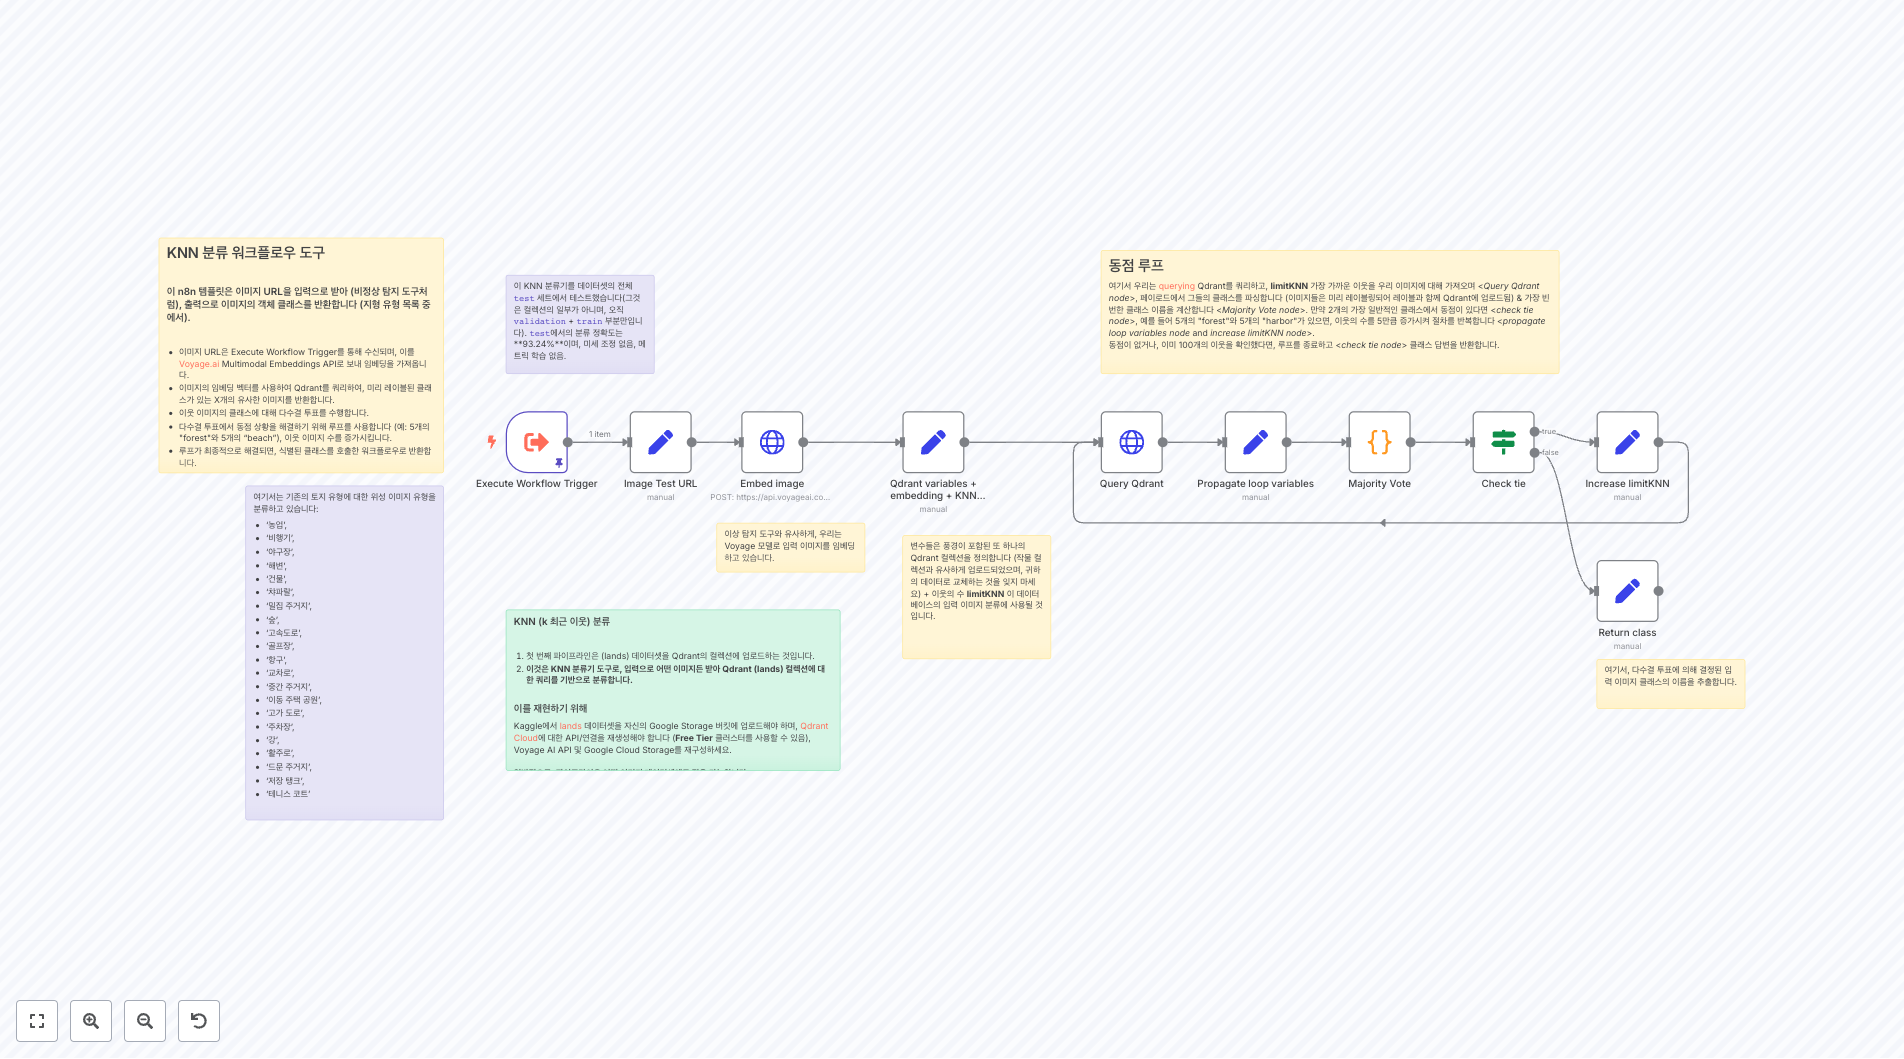 KNN 분류 워크플로우 도구
이 n8n 템플릿은 이미지 URL을 입력으로 받아 (비정상 탐지 도구처
럼), 출력으로 이미지의 객체 클래스를 반환합니다 (지형 유형 목록 중
에서).
• 이미지 URL은 Execute Workflow Trigger를 통해 수신되며, 이를
Voyage.ai Multimodal Embeddings API로 보내 임베딩을 가져옵니
다.
• 이미지의 임베딩 벡터를 사용하여 Qdrant를 쿼리하여, 미리 레이블된 클래
스가 있는 X개의 유사한 이미지를 반환합니다.
• 이웃 이미지의 클래스에 대해 다수결 투표를 수행합니다.
• 다수결 투표에서 동점 상황을 해결하기 위해 루프를 사용합니다 (예: 5개의
"forest"와 5개의 "beach"), 이웃 이미지 수를 증가시킵니다.
• 루프가 최종적으로 해결되면, 식별된 클래스를 호출한 워크플로우로 반환합
니다.
여기서는 기존의 토지 유형에 대한 위성 이미지 유형을
분류하고 있습니다:
• '농업',
• '비행기',
• '야구장',
• '해변',
• '건물',
• '챠파랄',
• '밀집 주거지',
• '숲',
• '고속도로',
• '골프장',
• '항구',
• '교차로',
• '중간 주거지',
• '이동 주택 공원',
• '고가 도로',
• '주차장',
• '강',
• '활주로',
• '드문 주거지',
• '저장 탱크',
• '테니스 코트'
이 KNN 분류기를 데이터셋의 전체
test 세트에서 테스트했습니다(그것
은 컬렉션의 일부가 아니며, 오직
validation + train 부분만입니
다). test에서의 분류 정확도는
**93.24%**이며, 미세 조정 없음, 메
트릭 학습 없음.
동점 루프
여기서 우리는 querying Qdrant를 쿼리하고, limitKNN 가장 가까운 이웃을 우리 이미지에 대해 가져오며 <Query Qdrant
node>, 페이로드에서 그들의 클래스를 파싱합니다 (이미지들은 미리 레이블링되어 레이블과 함께 Qdrant에 업로드됨) & 가장 빈
번한 클래스 이름을 계산합니다 <Majority Vote node>. 만약 2개의 가장 일반적인 클래스에서 동점이 있다면 <check tie
node>, 예를 들어 5개의 "forest"와 5개의 "harbor"가 있으면, 이웃의 수를 5만큼 증가시켜 절차를 반복합니다 <propagate
loop variables node and increase limitKNN node>.
동점이 없거나, 이미 100개의 이웃을 확인했다면, 루프를 종료하고 <check tie node> 클래스 답변을 반환합니다.
1 item
true
false
Execute Workflow Trigger
Image Test URL
manual
Embed image
POST: https://api.voyageai.co...
Qdrant variables +
embedding + KNN...
manual
Query Qdrant
Propagate loop variables
manual
Majority Vote
Check tie
Increase limitKNN
manual
이상 탐지 도구와 유사하게, 우리는
Voyage 모델로 입력 이미지를 임베딩
하고 있습니다.
변수들은 풍경이 포함된 또 하나의
Qdrant 컬렉션을 정의합니다 (작물 컬
렉션과 유사하게 업로드되었으며, 귀하
의 데이터로 교체하는 것을 잊지 마세
요) + 이웃의 수 limitKNN 이 데이터
베이스의 입력 이미지 분류에 사용될 것
입니다.
KNN (k 최근 이웃) 분류
1. 첫 번째 파이프라인은 (lands) 데이터셋을 Qdrant의 컬렉션에 업로드하는 것입니다.
2. 이것은 KNN 분류기 도구로, 입력으로 어떤 이미지든 받아 Qdrant (lands) 컬렉션에 대
한 쿼리를 기반으로 분류합니다.
이를 재현하기 위해
Kaggle에서 lands 데이터셋을 자신의 Google Storage 버킷에 업로드해야 하며, Qdrant
Cloud에 대한 API/연결을 재생성해야 합니다 (Free Tier 클러스터를 사용할 수 있음),
Voyage AI API 및 Google Cloud Storage를 재구성하세요.
Return class
manual
여기서, 다수결 투표에 의해 결정된 입
력 이미지 클래스의 이름을 추출합니다.